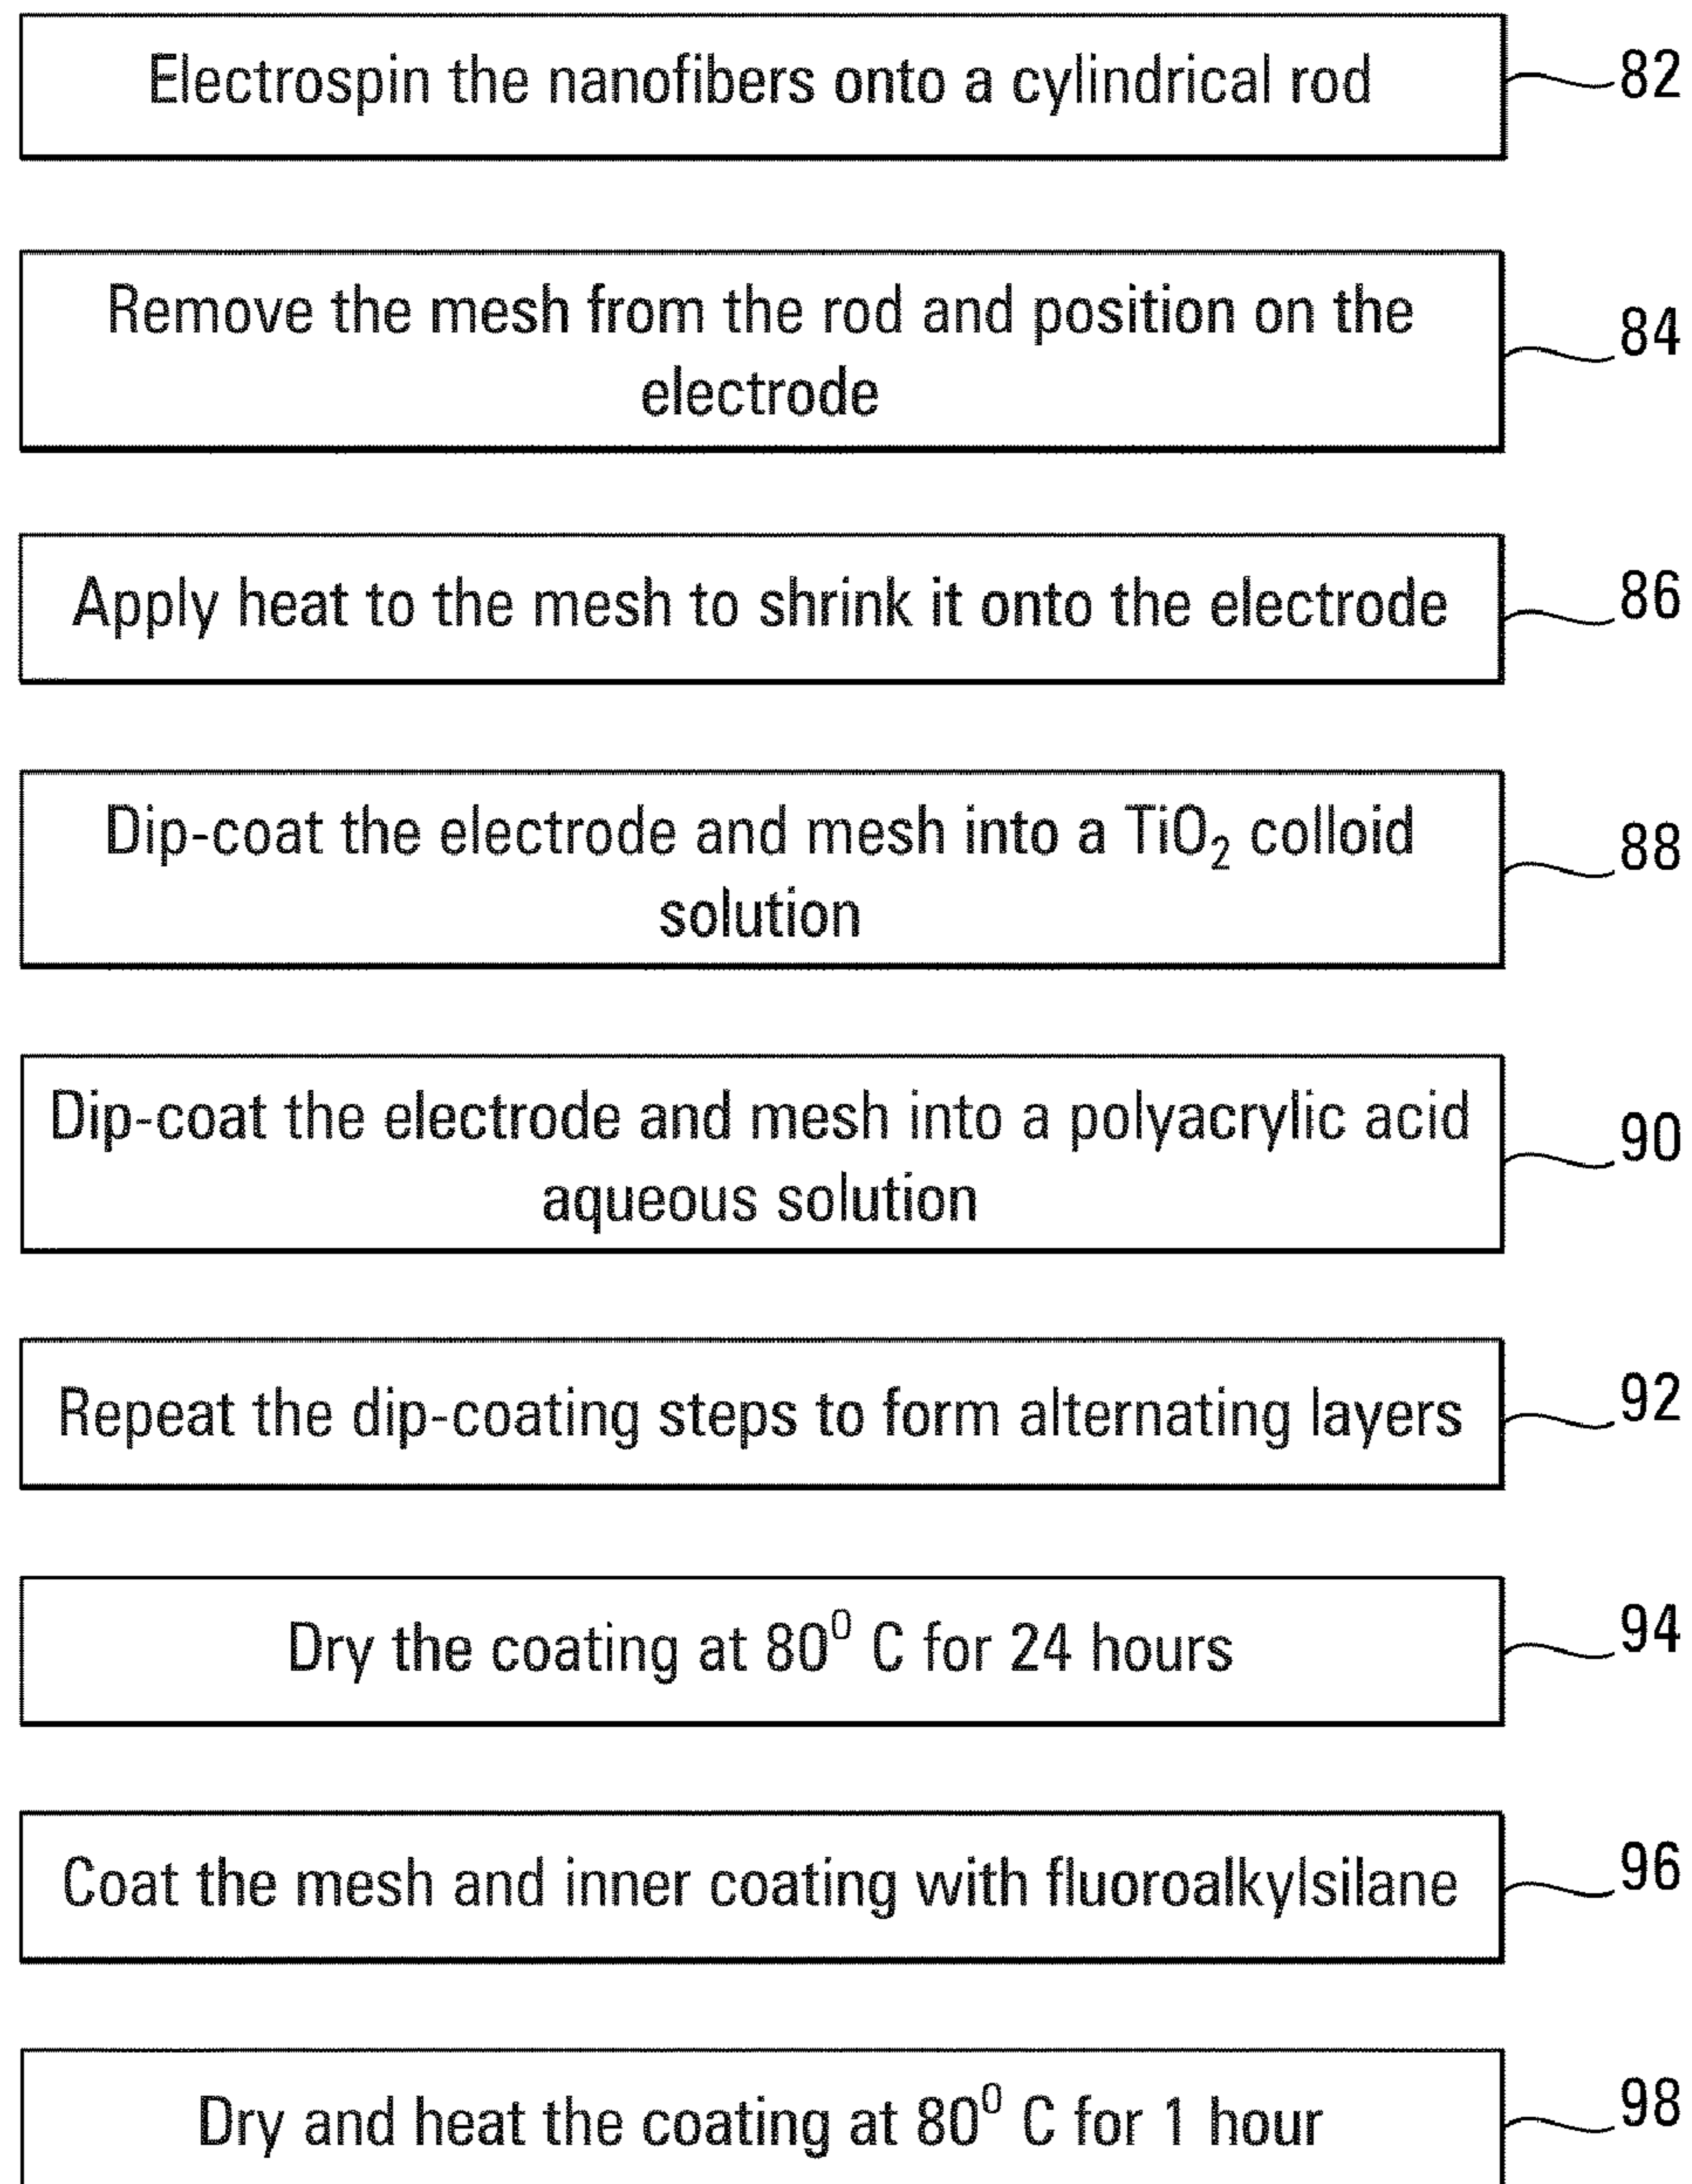 Electrospin the nanofibers onto a cylindrical rod
82
Remove the mesh from the rod and position on the
electrode
84
Apply heat to the mesh to shrink it onto the electrode
86
Dip-coat the electrode and mesh into a TiO₂ colloid
solution
88
Dip-coat the electrode and mesh into a polyacrylic acid
aqueous solution
90
Repeat the dip-coating steps to form alternating layers
92
Dry the coating at 80⁰ C for 24 hours
94
Coat the mesh and inner coating with fluoroalkylsilane
96
Dry and heat the coating at 80⁰ C for 1 hour
98